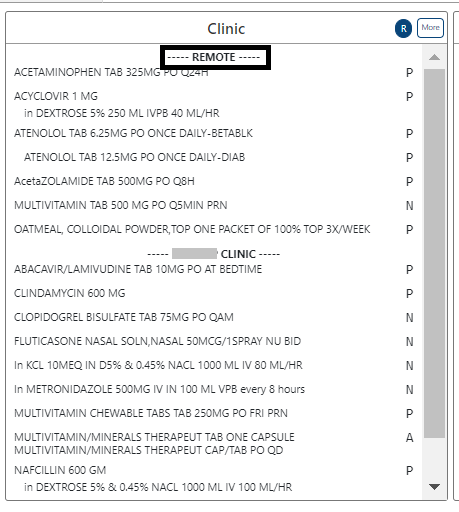 Clinic
R
More
----- REMOTE -----
ACETAMINOPHEN TAB 325MG PO Q24H P
ACYCLOVIR 1 MG P
in DEXTROSE 5% 250 ML IVPB 40 ML/HR
ATENOLOL TAB 6.25MG PO ONCE DAILY-BETABLK P
ATENOLOL TAB 12.5MG PO ONCE DAILY-DIAB P
AcetaZOLAMIDE TAB 500MG PO Q8H P
MULTIVITAMIN TAB 500 MG PO Q5MIN PRN N
OATMEAL, COLLOIDAL POWDER,TOP ONE PACKET OF 100% TOP 3X/WEEK P
----- CLINIC -----
ABACAVIR/LAMIVUDINE TAB 10MG PO AT BEDTIME P
CLINDAMYCIN 600 MG P
CLOPIDOGREL BISULFATE TAB 75MG PO QAM N
FLUTICASONE NASAL SOLN,NASAL 50MCG/1SPRAY NU BID N
In KCL 10MEQ IN D5% & 0.45% NACL 1000 ML IV 80 ML/HR N
In METRONIDAZOLE 500MG IV IN 100 ML VPB every 8 hours N
MULTIVITAMIN CHEWABLE TABS TAB 250MG PO FRI PRN P
MULTIVITAMIN/MINERALS THERAPEUT TAB ONE CAPSULE A
MULTIVITAMIN/MINERALS THERAPEUT CAP/TAB PO QD
NAFCILLIN 600 GM P
in DEXTROSE 5% & 0.45% NACL 1000 ML IV 100 ML/HR